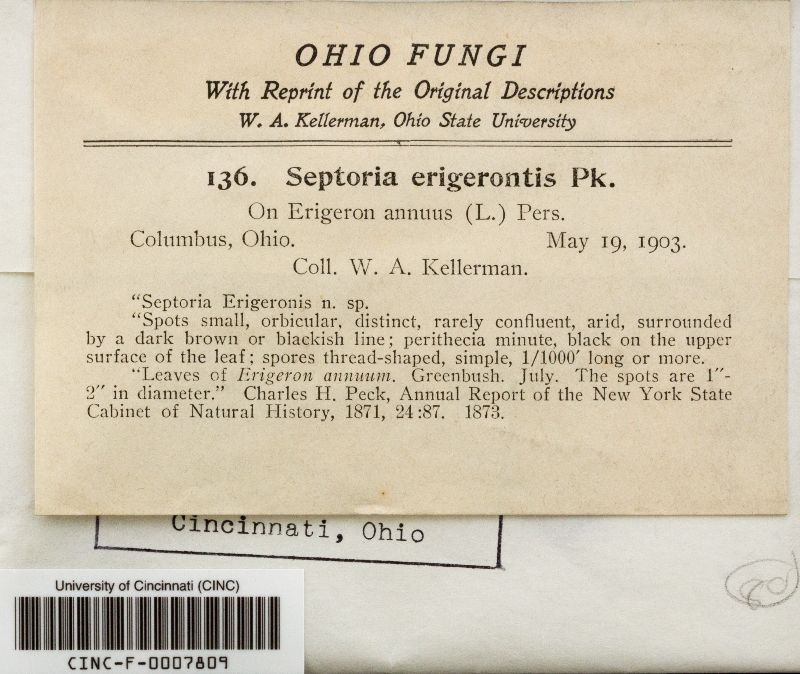 OHIO FUNGI
With Reprint of the Original Descriptions
W. A. Kellerman, Ohio State University
136. Septoria erigerontis Pk.
On Erigeron annuus (L.) Pers.
Columbus, Ohio. May 19, 1903.
Coll. W. A. Kellerman.
"Septoria Erigeronis n. sp.
"Spots small, orbicular, distinct, rarely confluent, arid, surrounded
by a dark brown or blackish line; perithecia minute, black on the upper
surface of the leaf; spores thread-shaped, simple, 1/1000′ long or more.
"Leaves of Erigeron annuum. Greenbush. July. The spots are 1″-
2″ in diameter." Charles H. Peck, Annual Report of the New York State
Cabinet of Natural History, 1871, 24:87. 1873.
Cincinnati, Ohio
University of Cincinnati (CINC)
CINC-F-0007809